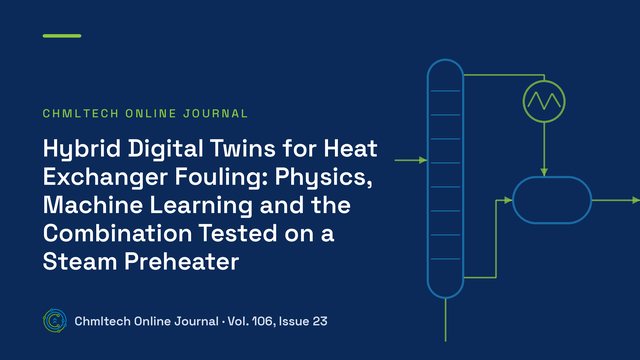 CHMLTECH ONLINE JOURNAL
Hybrid Digital Twins for Heat
Exchanger Fouling: Physics,
Machine Learning and the
Combination Tested on a
Steam Preheater
Chmltech Online Journal · Vol. 106, Issue 23